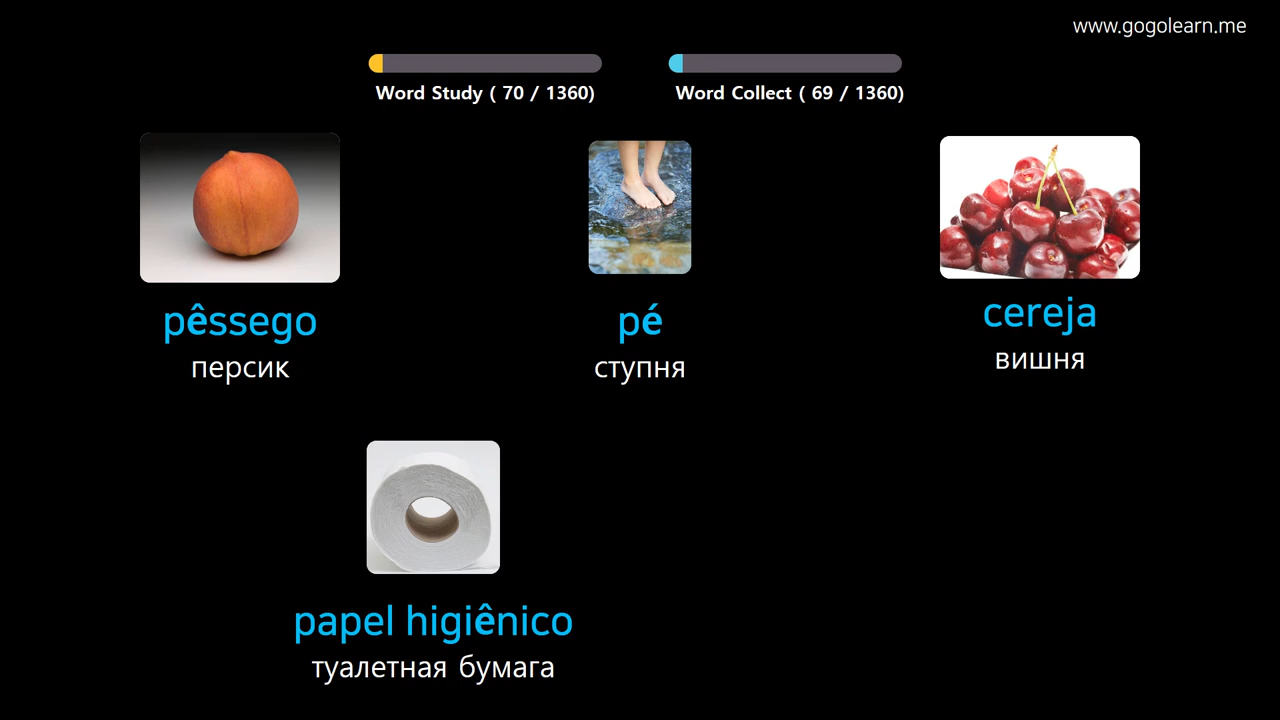 www.gogolearn.me
Word Study ( 70 / 1360)
Word Collect ( 69 / 1360)
pêssego
персик
pé
ступня
cereja
вишня
papel higiênico
туалетная бумага